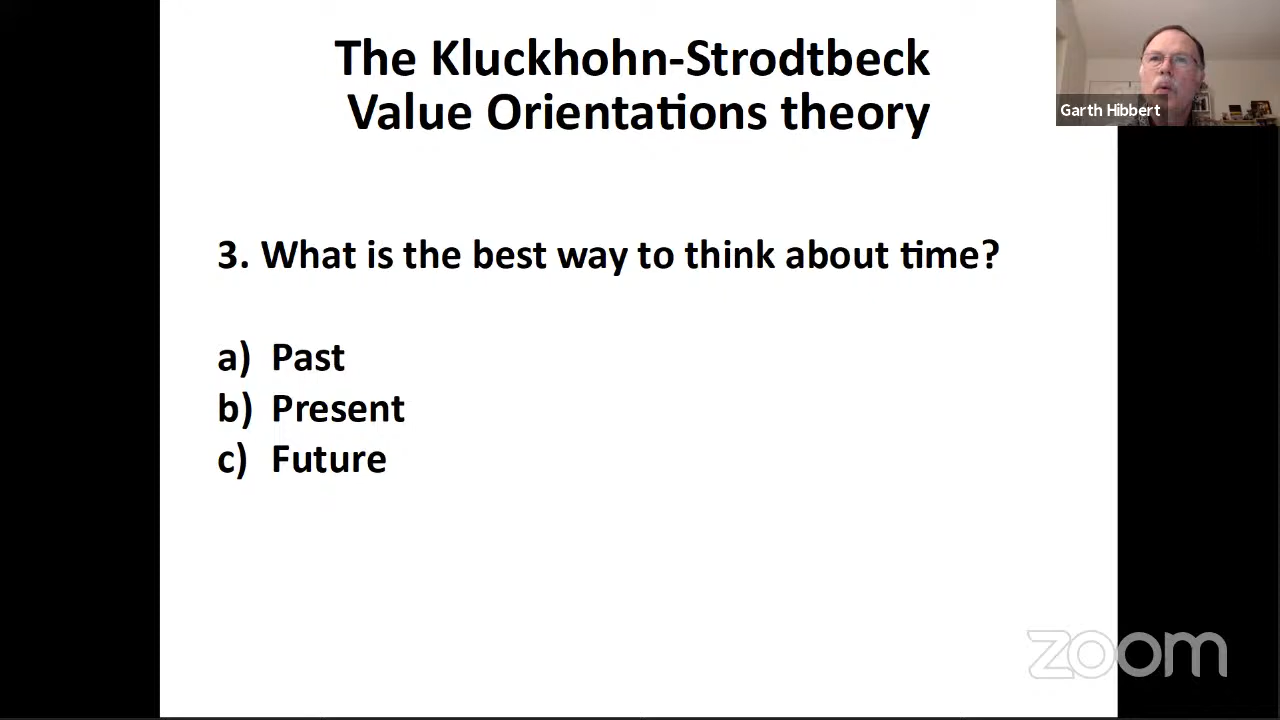 The Kluckhohn-Strodtbeck
Value Orientations theory
Garth Hibbert
3. What is the best way to think about time?
a) Past
b) Present
c) Future
zoom